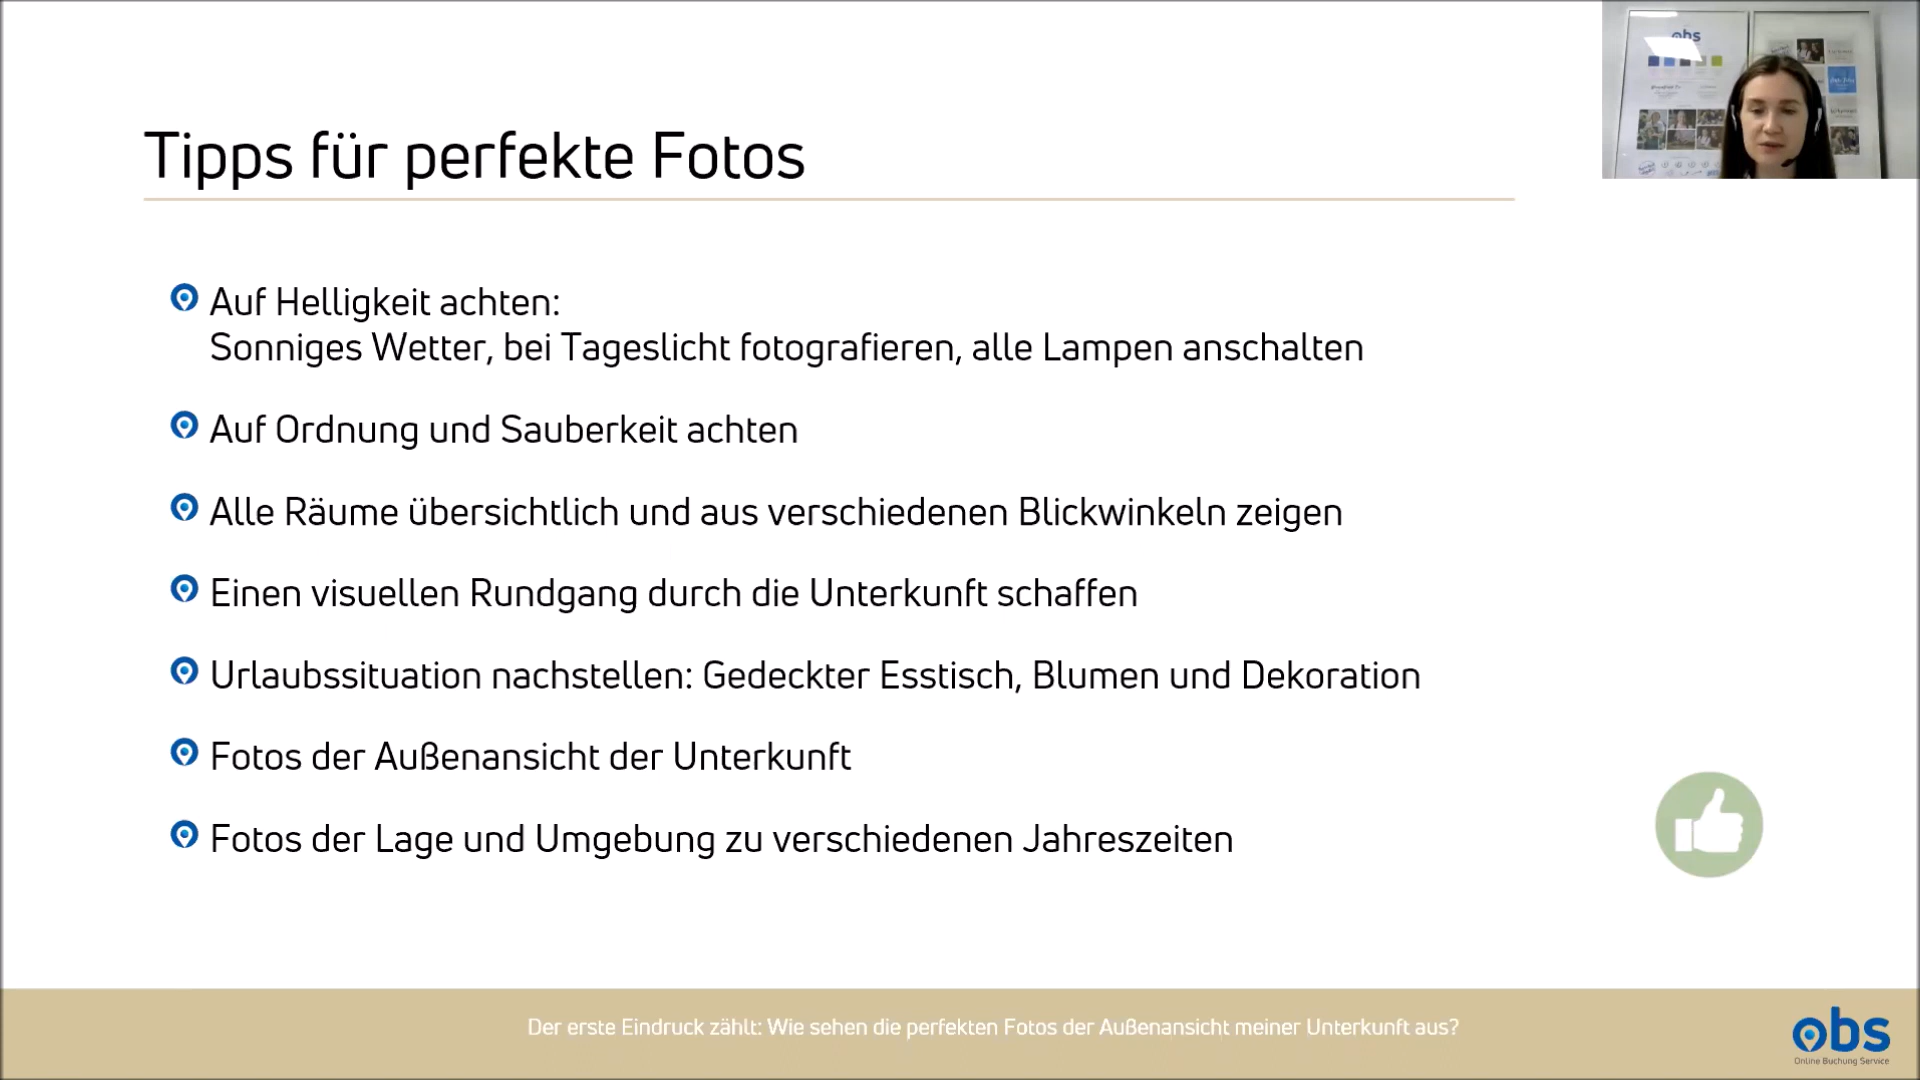 obs
Tipps für perfekte Fotos
Auf Helligkeit achten:
Sonniges Wetter, bei Tageslicht fotografieren, alle Lampen anschalten
Auf Ordnung und Sauberkeit achten
Alle Räume übersichtlich und aus verschiedenen Blickwinkeln zeigen
Einen visuellen Rundgang durch die Unterkunft schaffen
Urlaubssituation nachstellen: Gedeckter Esstisch, Blumen und Dekoration
Fotos der Außenansicht der Unterkunft
Fotos der Lage und Umgebung zu verschiedenen Jahreszeiten
Der erste Eindruck zählt: Wie sehen die perfekten Fotos der Außenansicht meiner Unterkunft aus?
obs
Online Buchung Service